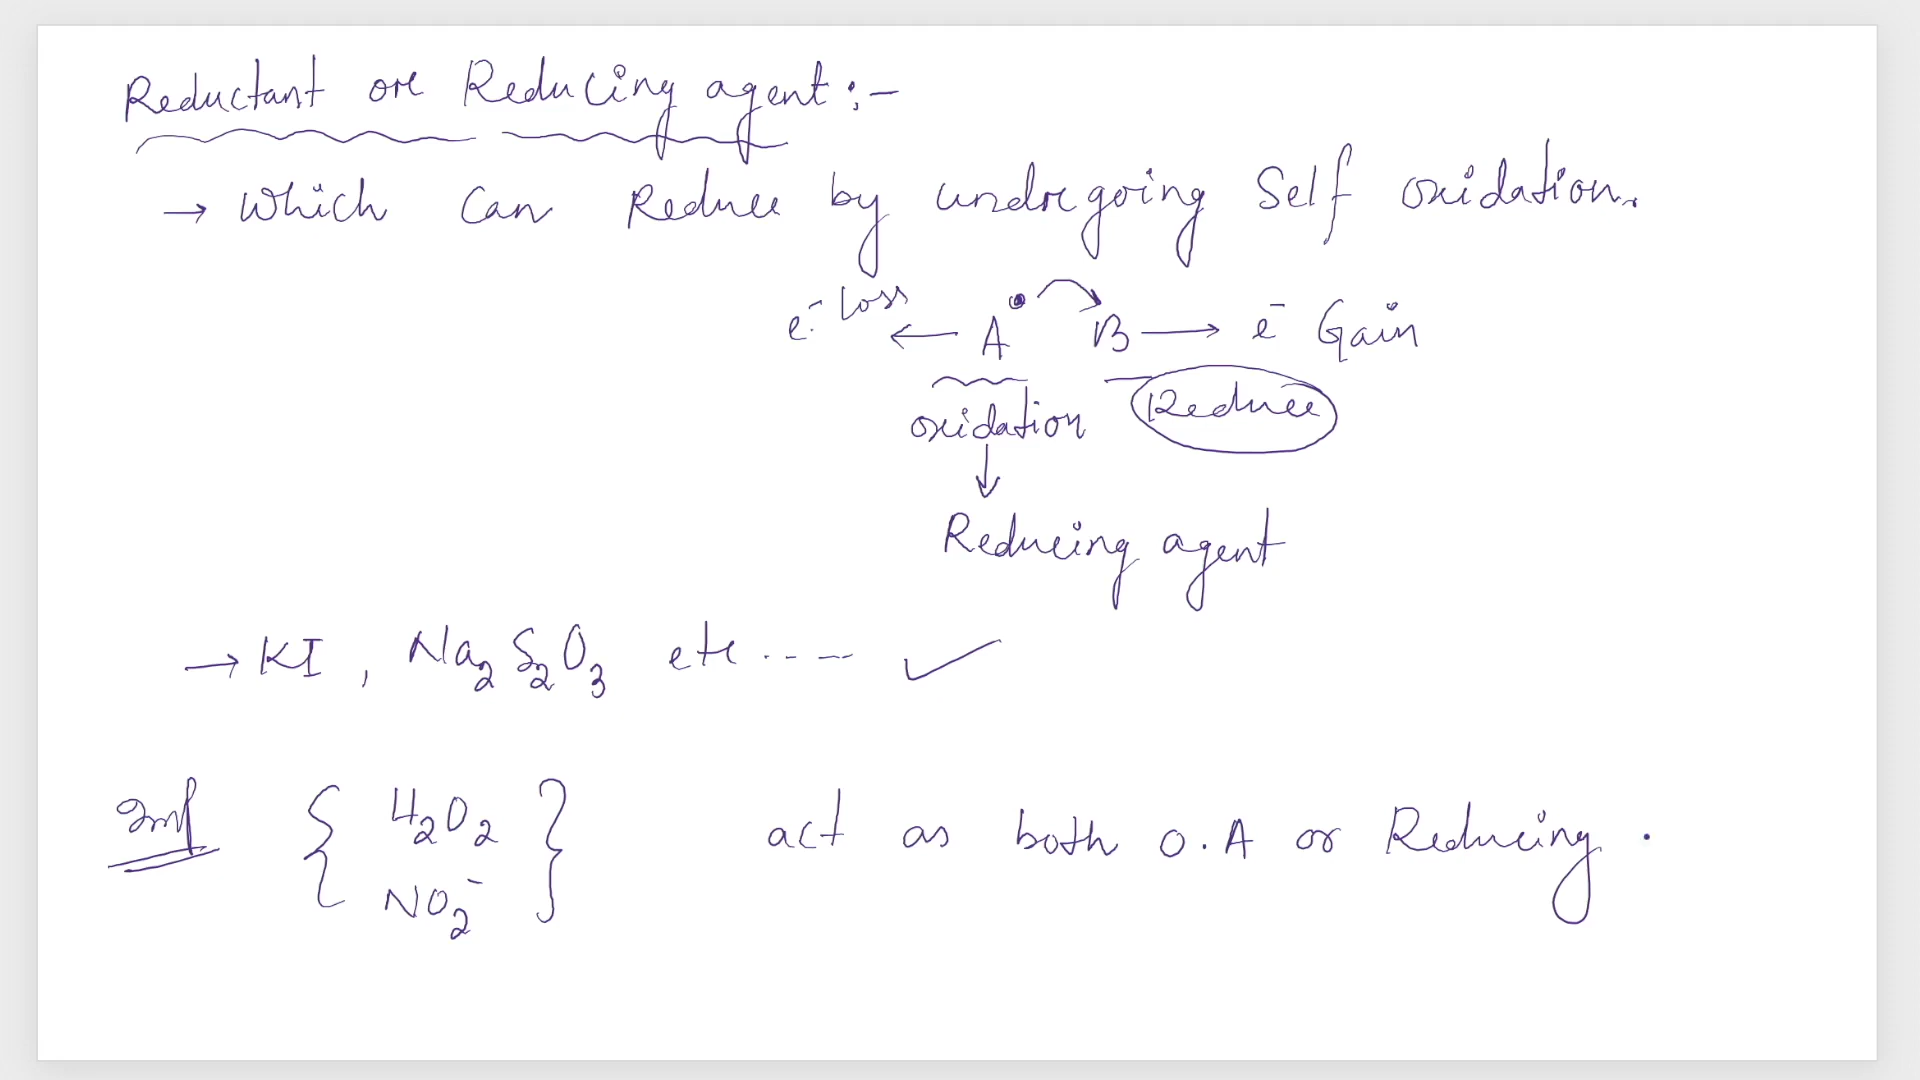 Reductant or Reducing agent :-
→ Which can Reduce by undergoing Self oxidation.
e⁻ loss ← A B → e⁻ Gain
oxidation Reduce
↓
Reducing agent
→ KI, Na₂S₂O₃ etc ..... ✓
Imp { H₂O₂ } act as both O.A or Reducing .
NO₂⁻